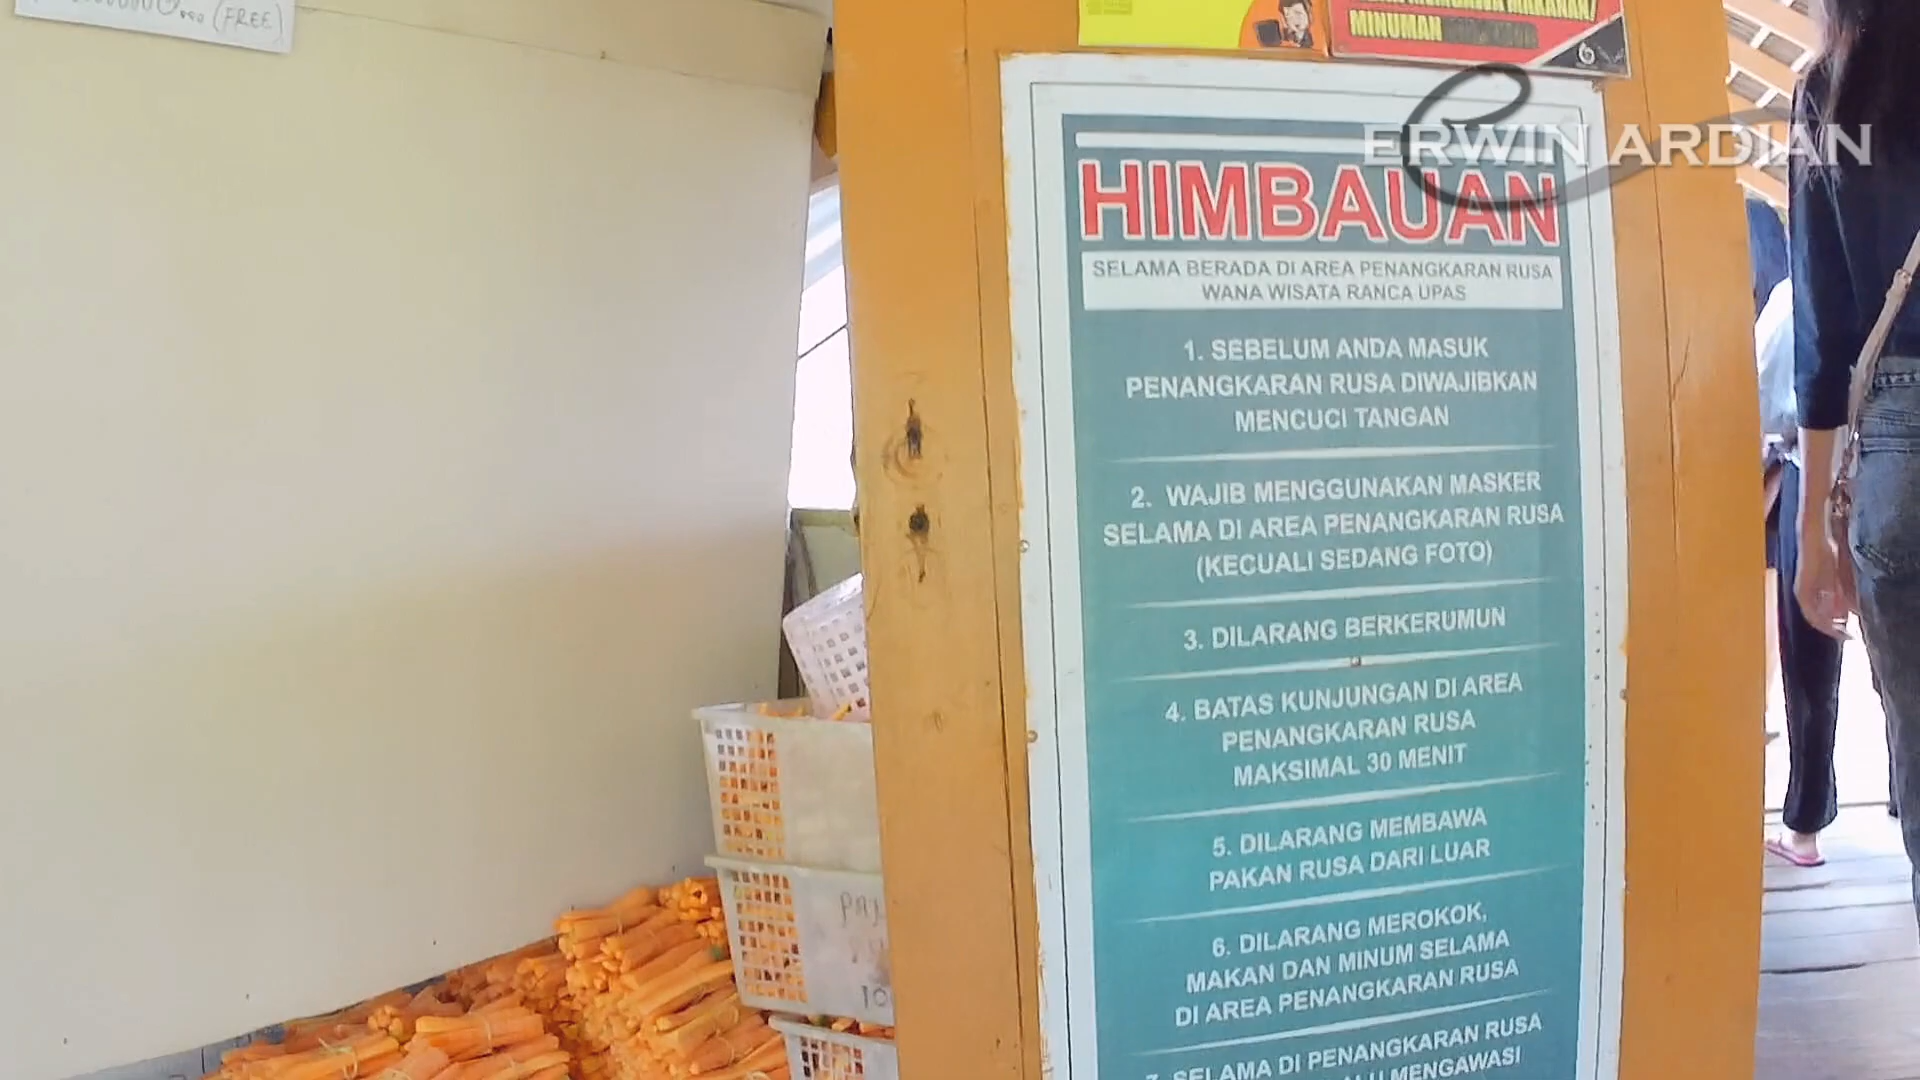 (FREE)
MINUMAN
ERWIN ARDIAN
HIMBAUAN
SELAMA BERADA DI AREA PENANGKARAN RUSA
WANA WISATA RANCA UPAS
1. SEBELUM ANDA MASUK
PENANGKARAN RUSA DIWAJIBKAN
MENCUCI TANGAN
2. WAJIB MENGGUNAKAN MASKER
SELAMA DI AREA PENANGKARAN RUSA
(KECUALI SEDANG FOTO)
3. DILARANG BERKERUMUN
4. BATAS KUNJUNGAN DI AREA
PENANGKARAN RUSA
MAKSIMAL 30 MENIT
5. DILARANG MEMBAWA
PAKAN RUSA DARI LUAR
6. DILARANG MEROKOK,
MAKAN DAN MINUM SELAMA
DI AREA PENANGKARAN RUSA
7. SELAMA DI PENANGKARAN RUSA
MENGAWASI